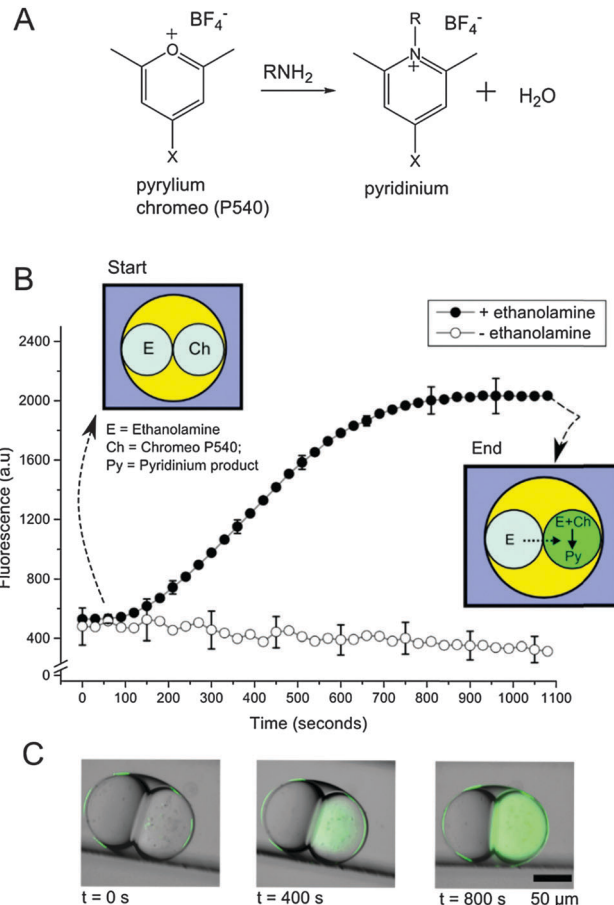 A
BF4-
O
+
RNH2
R
BF4-
N
+
+
H2O
X
X
pyrylium
chromeo (P540)
pyridinium
B
Start
E
Ch
E = Ethanolamine
Ch = Chromeo P540;
Py = Pyridinium product
+ ethanolamine
- ethanolamine
End
E
E+Ch
Py
Fluorescence (a.u)
2400
2000
1600
1200
800
400
0
0
100
200
300
400
500
600
700
800
900
1000
1100
Time (seconds)
C
t = 0 s
t = 400 s
t = 800 s
50 µm